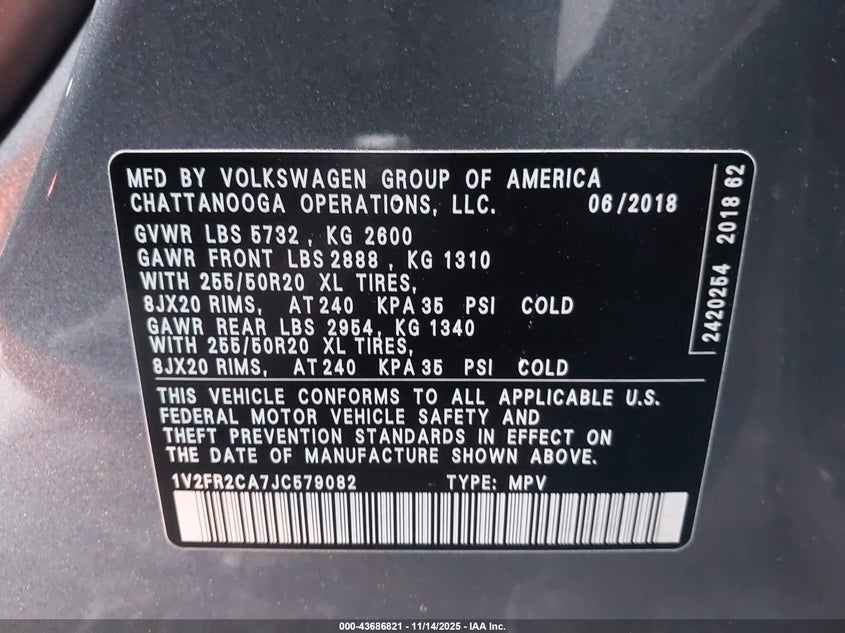 MFD BY VOLKSWAGEN GROUP OF AMERICA
CHATTANOOGA OPERATIONS, LLC. 06/2018
GVWR LBS 5732 , KG 2600
GAWR FRONT LBS 2888 , KG 1310
WITH 255/50R20 XL TIRES,
8JX20 RIMS, AT 240 KPA 35 PSI COLD
GAWR REAR LBS 2954, KG 1340
WITH 255/50R20 XL TIRES,
8JX20 RIMS, AT 240 KPA 35 PSI COLD
THIS VEHICLE CONFORMS TO ALL APPLICABLE U.S.
FEDERAL MOTOR VEHICLE SAFETY AND
THEFT PREVENTION STANDARDS IN EFFECT ON
THE DATE OF MANUFACTURE SHOWN ABOVE.
1V2FR2CA7JC579082 TYPE: MPV
2420254 2018 62
000-43686821 - 11/14/2025 - IAA Inc.